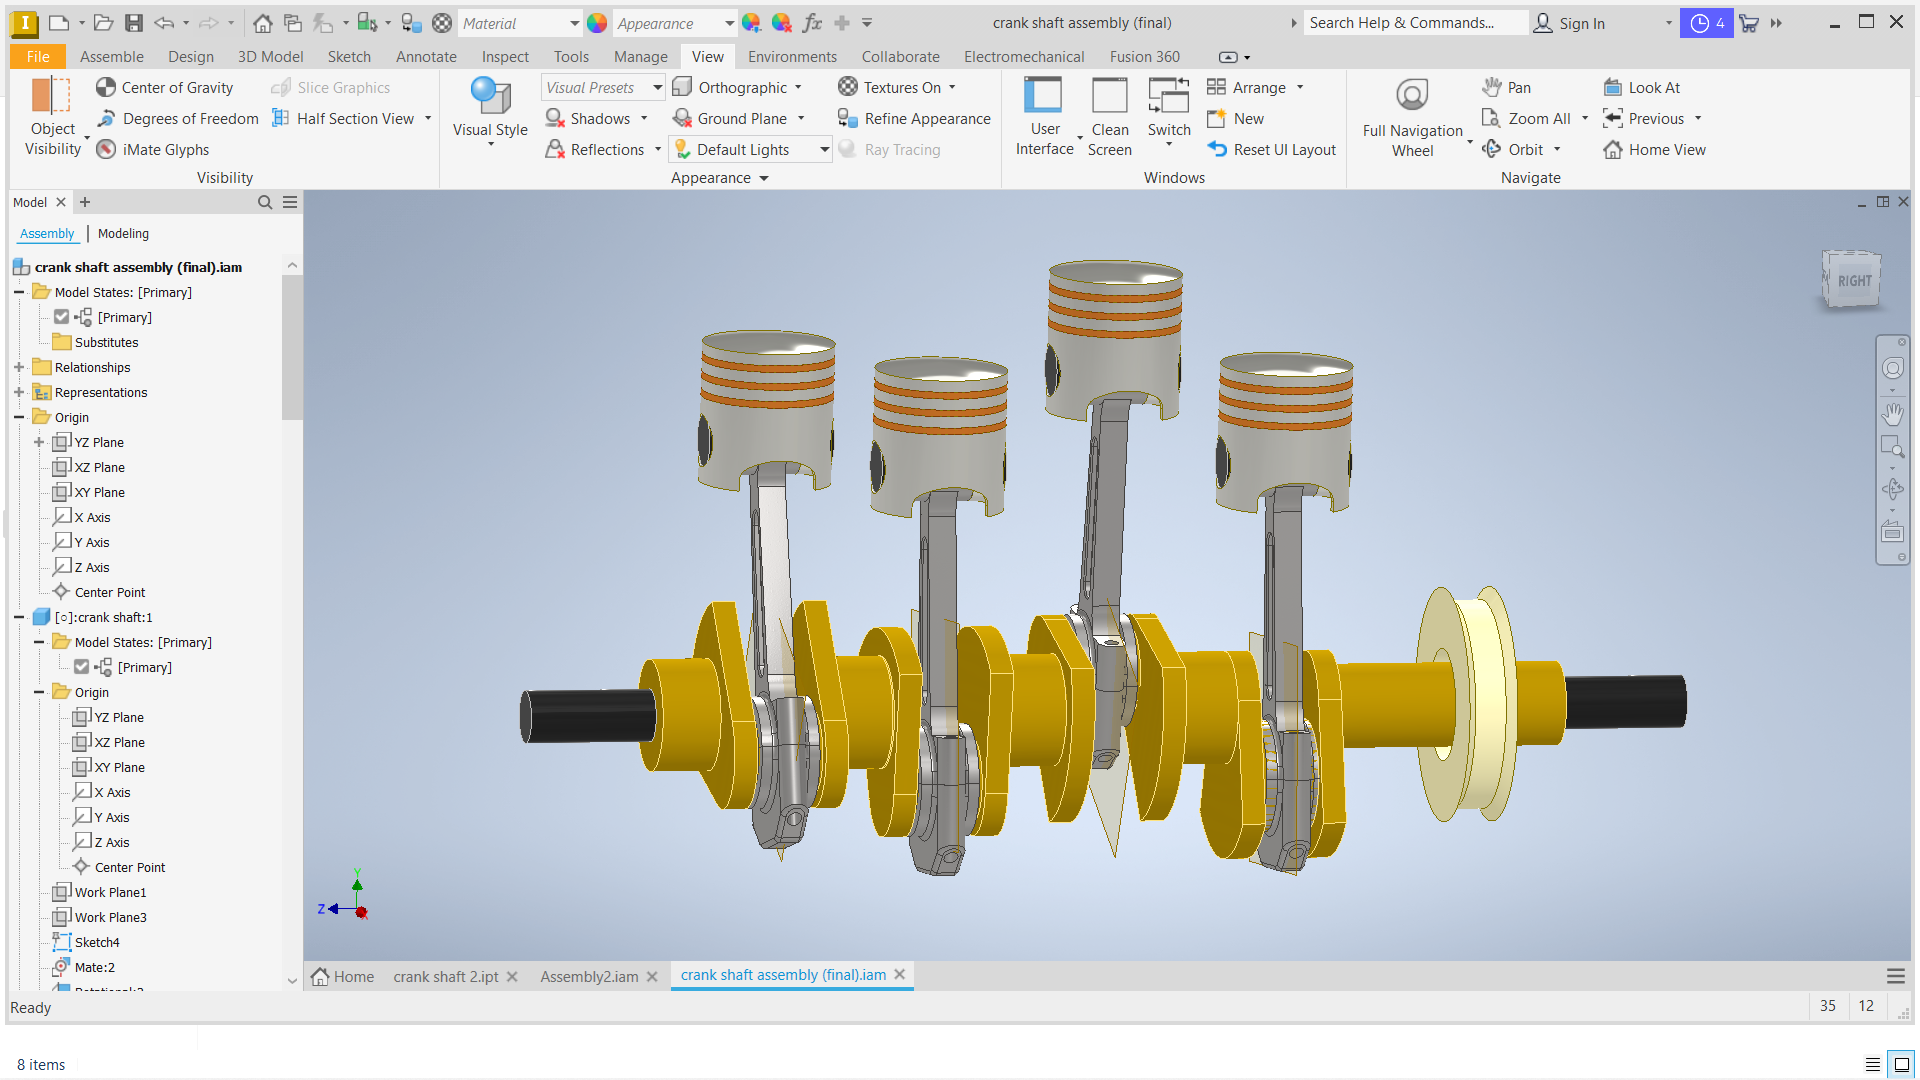 Material
Appearance
crank shaft assembly (final)
Search Help & Commands...
Sign In
4
File
Assemble
Design
3D Model
Sketch
Annotate
Inspect
Tools
Manage
View
Environments
Collaborate
Electromechanical
Fusion 360
Object Visibility
Center of Gravity
Degrees of Freedom
iMate Glyphs
Slice Graphics
Half Section View
Visibility
Visual Style
Visual Presets
Shadows
Reflections
Orthographic
Ground Plane
Default Lights
Textures On
Refine Appearance
Ray Tracing
Appearance
User Interface
Clean Screen
Switch
Arrange
New
Reset UI Layout
Windows
Full Navigation Wheel
Pan
Zoom All
Orbit
Look At
Previous
Home View
Navigate
Model
Assembly
Modeling
crank shaft assembly (final).iam
Model States: [Primary]
[Primary]
Substitutes
Relationships
Representations
Origin
YZ Plane
XZ Plane
XY Plane
X Axis
Y Axis
Z Axis
Center Point
[○]:crank shaft:1
Model States: [Primary]
[Primary]
Origin
YZ Plane
XZ Plane
XY Plane
X Axis
Y Axis
Z Axis
Center Point
Work Plane1
Work Plane3
Sketch4
Mate:2
RIGHT
Y
Z
X
Home
crank shaft 2.ipt
Assembly2.iam
crank shaft assembly (final).iam
Ready
35
12
8 items